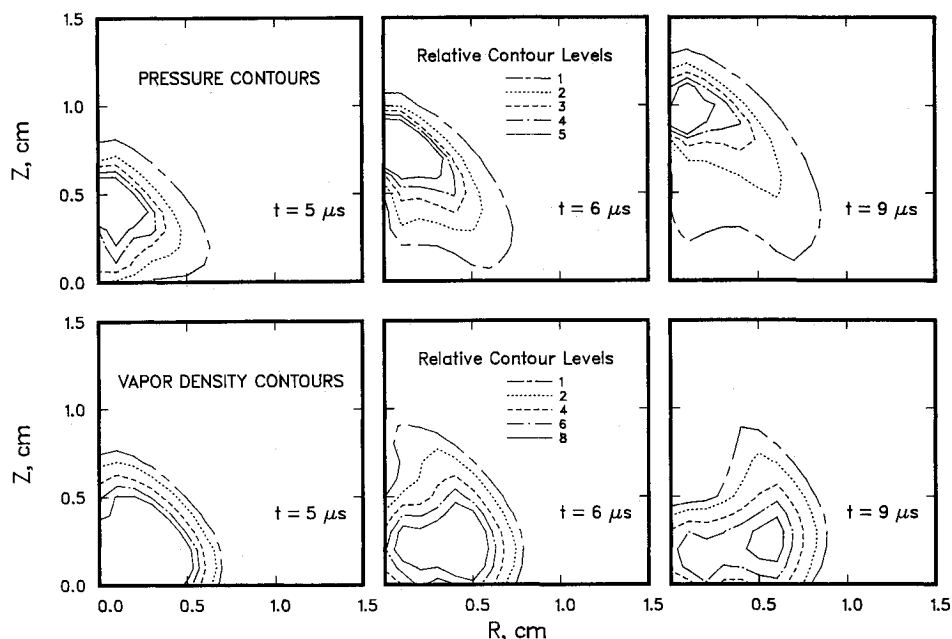 1.5
PRESSURE CONTOURS
Relative Contour Levels
1
2
3
4
5
1.0
Z, cm
0.5
t = 5 μs
t = 6 μs
t = 9 μs
0.0
1.5
VAPOR DENSITY CONTOURS
Relative Contour Levels
1
2
4
6
8
1.0
Z, cm
0.5
t = 5 μs
t = 6 μs
t = 9 μs
0.0
0.0 0.5 1.0 1.5 0.5 1.0 1.5 0.5 1.0 1.5
R, cm